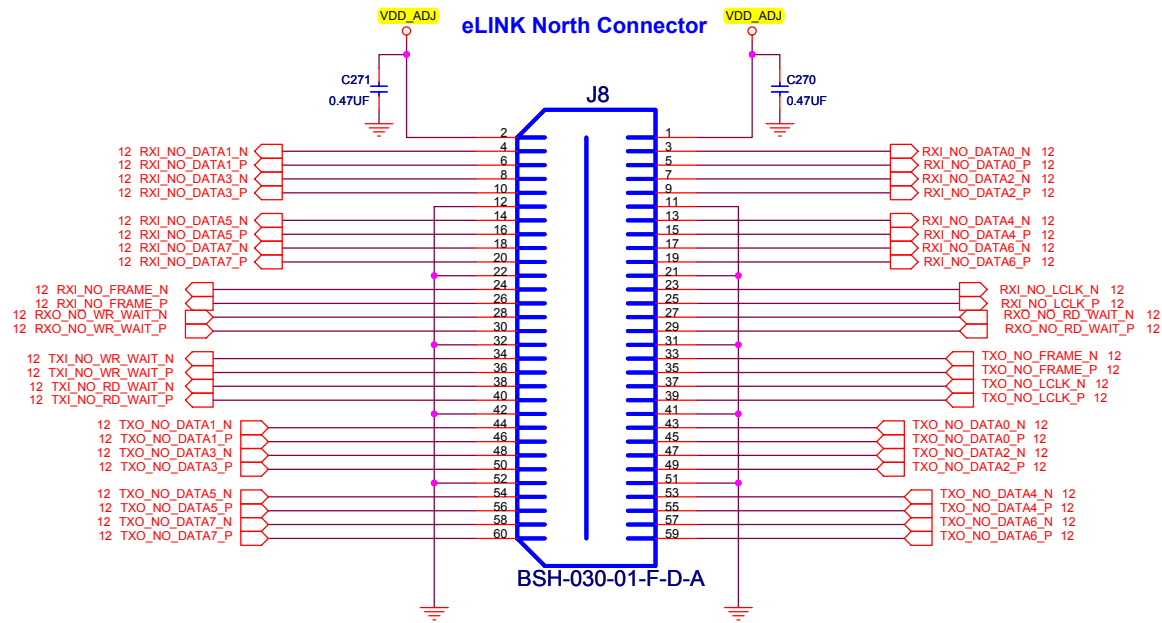 VDD_ADJ
eLINK North Connector
VDD_ADJ
C271
0.47UF
C270
0.47UF
J8
2
1
12 RXI_NO_DATA1_N
4
3
RXI_NO_DATA0_N 12
12 RXI_NO_DATA1_P
6
5
RXI_NO_DATA0_P 12
12 RXI_NO_DATA3_N
8
7
RXI_NO_DATA2_N 12
12 RXI_NO_DATA3_P
10
9
RXI_NO_DATA2_P 12
12
11
12 RXI_NO_DATA5_N
14
13
RXI_NO_DATA4_N 12
12 RXI_NO_DATA5_P
16
15
RXI_NO_DATA4_P 12
12 RXI_NO_DATA7_N
18
17
RXI_NO_DATA6_N 12
12 RXI_NO_DATA7_P
20
19
RXI_NO_DATA6_P 12
22
21
12 RXI_NO_FRAME_N
24
23
RXI_NO_LCLK_N 12
12 RXI_NO_FRAME_P
26
25
RXI_NO_LCLK_P 12
12 RXO_NO_WR_WAIT_N
28
27
RXO_NO_RD_WAIT_N 12
12 RXO_NO_WR_WAIT_P
30
29
RXO_NO_RD_WAIT_P 12
32
31
12 TXI_NO_WR_WAIT_N
34
33
TXO_NO_FRAME_N 12
12 TXI_NO_WR_WAIT_P
36
35
TXO_NO_FRAME_P 12
12 TXI_NO_RD_WAIT_N
38
37
TXO_NO_LCLK_N 12
12 TXI_NO_RD_WAIT_P
40
39
TXO_NO_LCLK_P 12
42
41
12 TXO_NO_DATA1_N
44
43
TXO_NO_DATA0_N 12
12 TXO_NO_DATA1_P
46
45
TXO_NO_DATA0_P 12
12 TXO_NO_DATA3_N
48
47
TXO_NO_DATA2_N 12
12 TXO_NO_DATA3_P
50
49
TXO_NO_DATA2_P 12
52
51
12 TXO_NO_DATA5_N
54
53
TXO_NO_DATA4_N 12
12 TXO_NO_DATA5_P
56
55
TXO_NO_DATA4_P 12
12 TXO_NO_DATA7_N
58
57
TXO_NO_DATA6_N 12
12 TXO_NO_DATA7_P
60
59
TXO_NO_DATA6_P 12
BSH-030-01-F-D-A